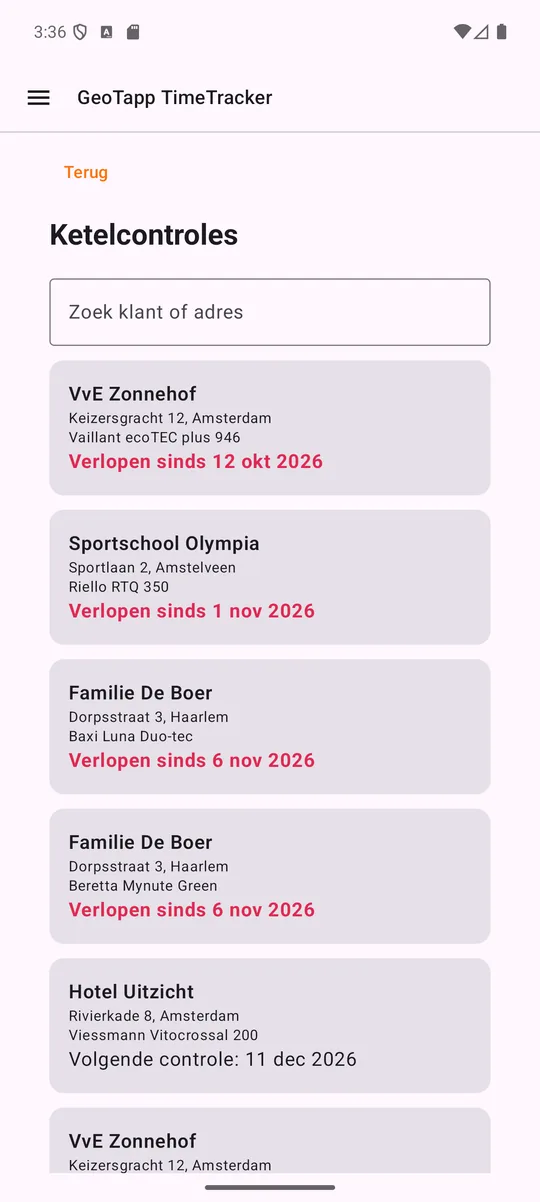 3:36
GeoTapp TimeTracker
Terug
Ketelcontroles
Zoek klant of adres
VvE Zonnehof
Keizersgracht 12, Amsterdam
Vaillant ecoTEC plus 946
Verlopen sinds 12 okt 2026
Sportschool Olympia
Sportlaan 2, Amstelveen
Riello RTQ 350
Verlopen sinds 1 nov 2026
Familie De Boer
Dorpsstraat 3, Haarlem
Baxi Luna Duo-tec
Verlopen sinds 6 nov 2026
Familie De Boer
Dorpsstraat 3, Haarlem
Beretta Mynute Green
Verlopen sinds 6 nov 2026
Hotel Uitzicht
Rivierkade 8, Amsterdam
Viessmann Vitocrossal 200
Volgende controle: 11 dec 2026
VvE Zonnehof
Keizersgracht 12, Amsterdam